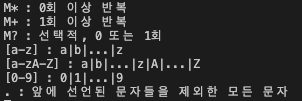 M* : 0회 이상 반복
M+ : 1회 이상 반복
M? : 선택적, 0 또는 1회
[a-z] : a|b|...|z
[a-zA-Z] : a|b|...|z|A|...|Z
[0-9] : 0|1|...|9
. : 앞에 선언된 문자들을 제외한 모든 문자